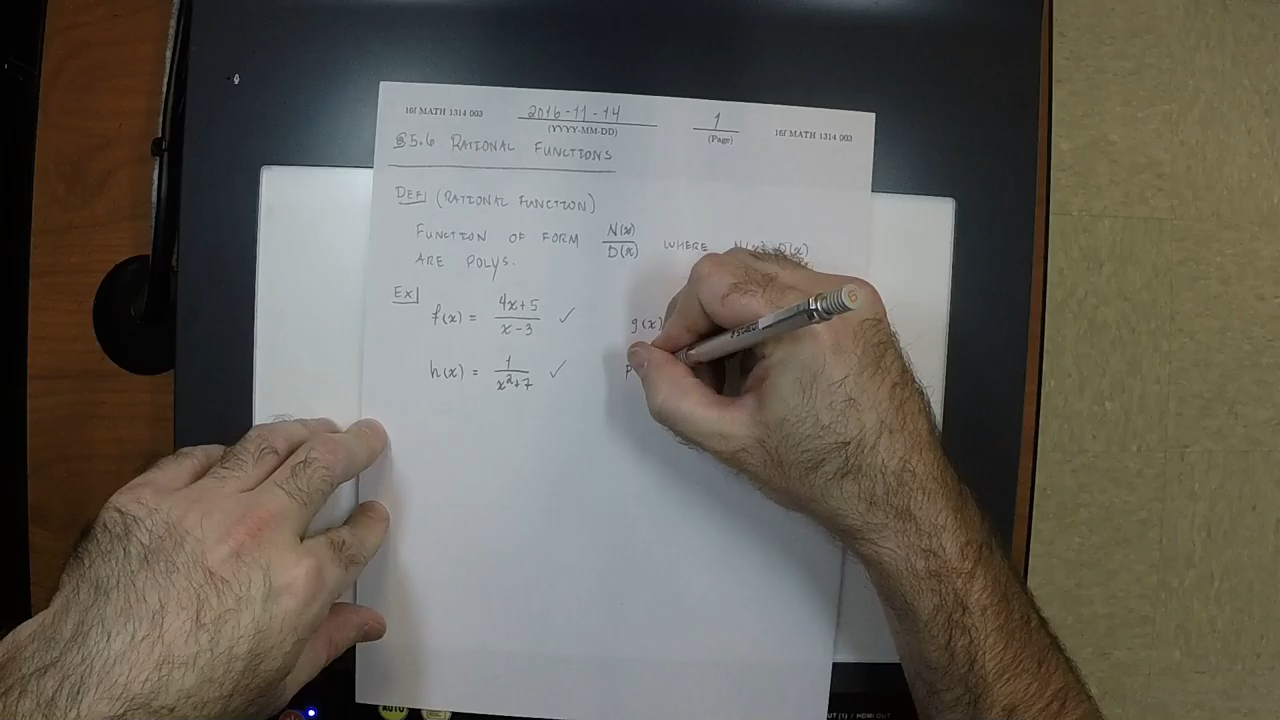 16f MATH 1314 003 2016-11-14 1 16f MATH 1314 003
(YYYY-MM-DD) (Page)
§5.6 RATIONAL FUNCTIONS
DEF (RATIONAL FUNCTION)
FUNCTION OF FORM N(x)/D(x) WHERE N(x), D(x)
ARE POLYS.
EX
f(x) = (4x+5)/(x-3) ✓ g(x)
h(x) = 1/(x²+7) ✓
AUTO